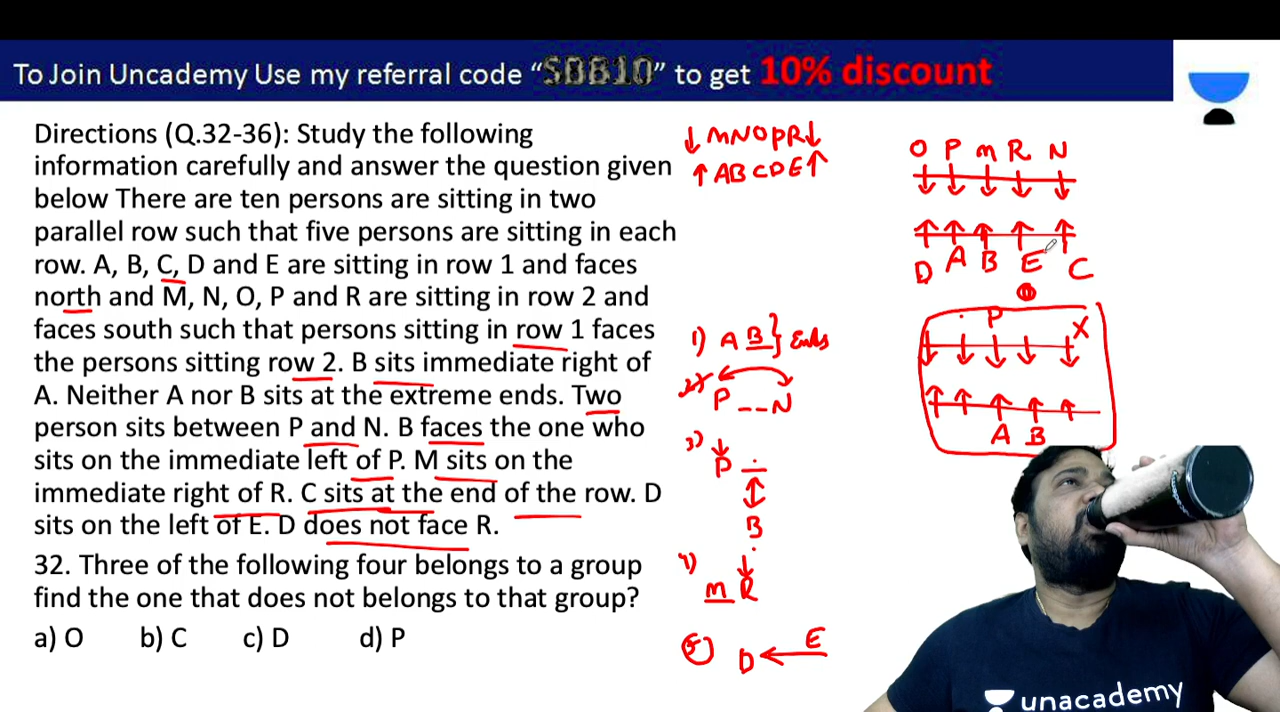 To Join Uncademy Use my referral code “SBB10” to get 10% discount
Directions (Q.32-36): Study the following
information carefully and answer the question given
below There are ten persons are sitting in two
parallel row such that five persons are sitting in each
row. A, B, C, D and E are sitting in row 1 and faces
north and M, N, O, P and R are sitting in row 2 and
faces south such that persons sitting in row 1 faces
the persons sitting row 2. B sits immediate right of
A. Neither A nor B sits at the extreme ends. Two
person sits between P and N. B faces the one who
sits on the immediate left of P. M sits on the
immediate right of R. C sits at the end of the row. D
sits on the left of E. D does not face R.
32. Three of the following four belongs to a group
find the one that does not belongs to that group?
a) O b) C c) D d) P
↓ MNOPR↓
↑ ABCDE↑
1) A B } Ends
2) P _ _ N
3) P
B
4) M R
5) D ← E
O P M R N
D A B E C
P X
A B
unacademy